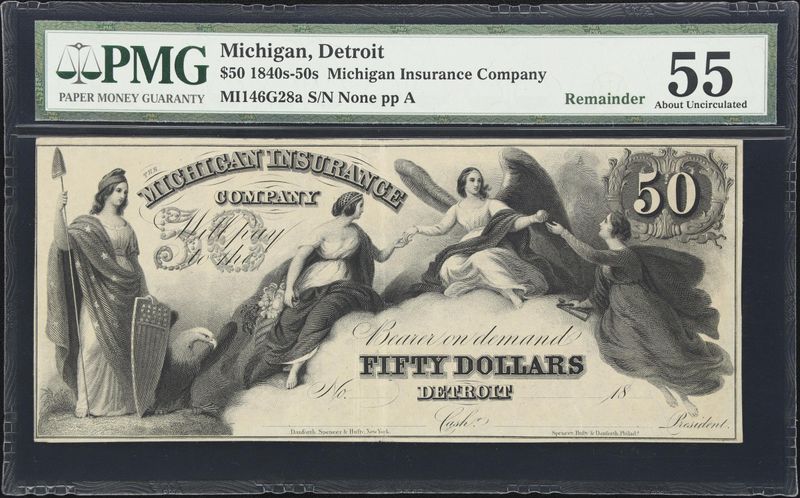 PMG
PAPER MONEY GUARANTY
Michigan, Detroit
$50 1840s-50s Michigan Insurance Company
MI146G28a S/N None pp A
Remainder
55
About Uncirculated
THE
MICHIGAN INSURANCE
COMPANY
50
50
Will pay
to the
Bearer on demand
FIFTY DOLLARS
No.
DETROIT
18
Cash.r
President.
Danforth, Spencer & Hufty, New York.
Spencer, Hufty & Danforth, Philad.a